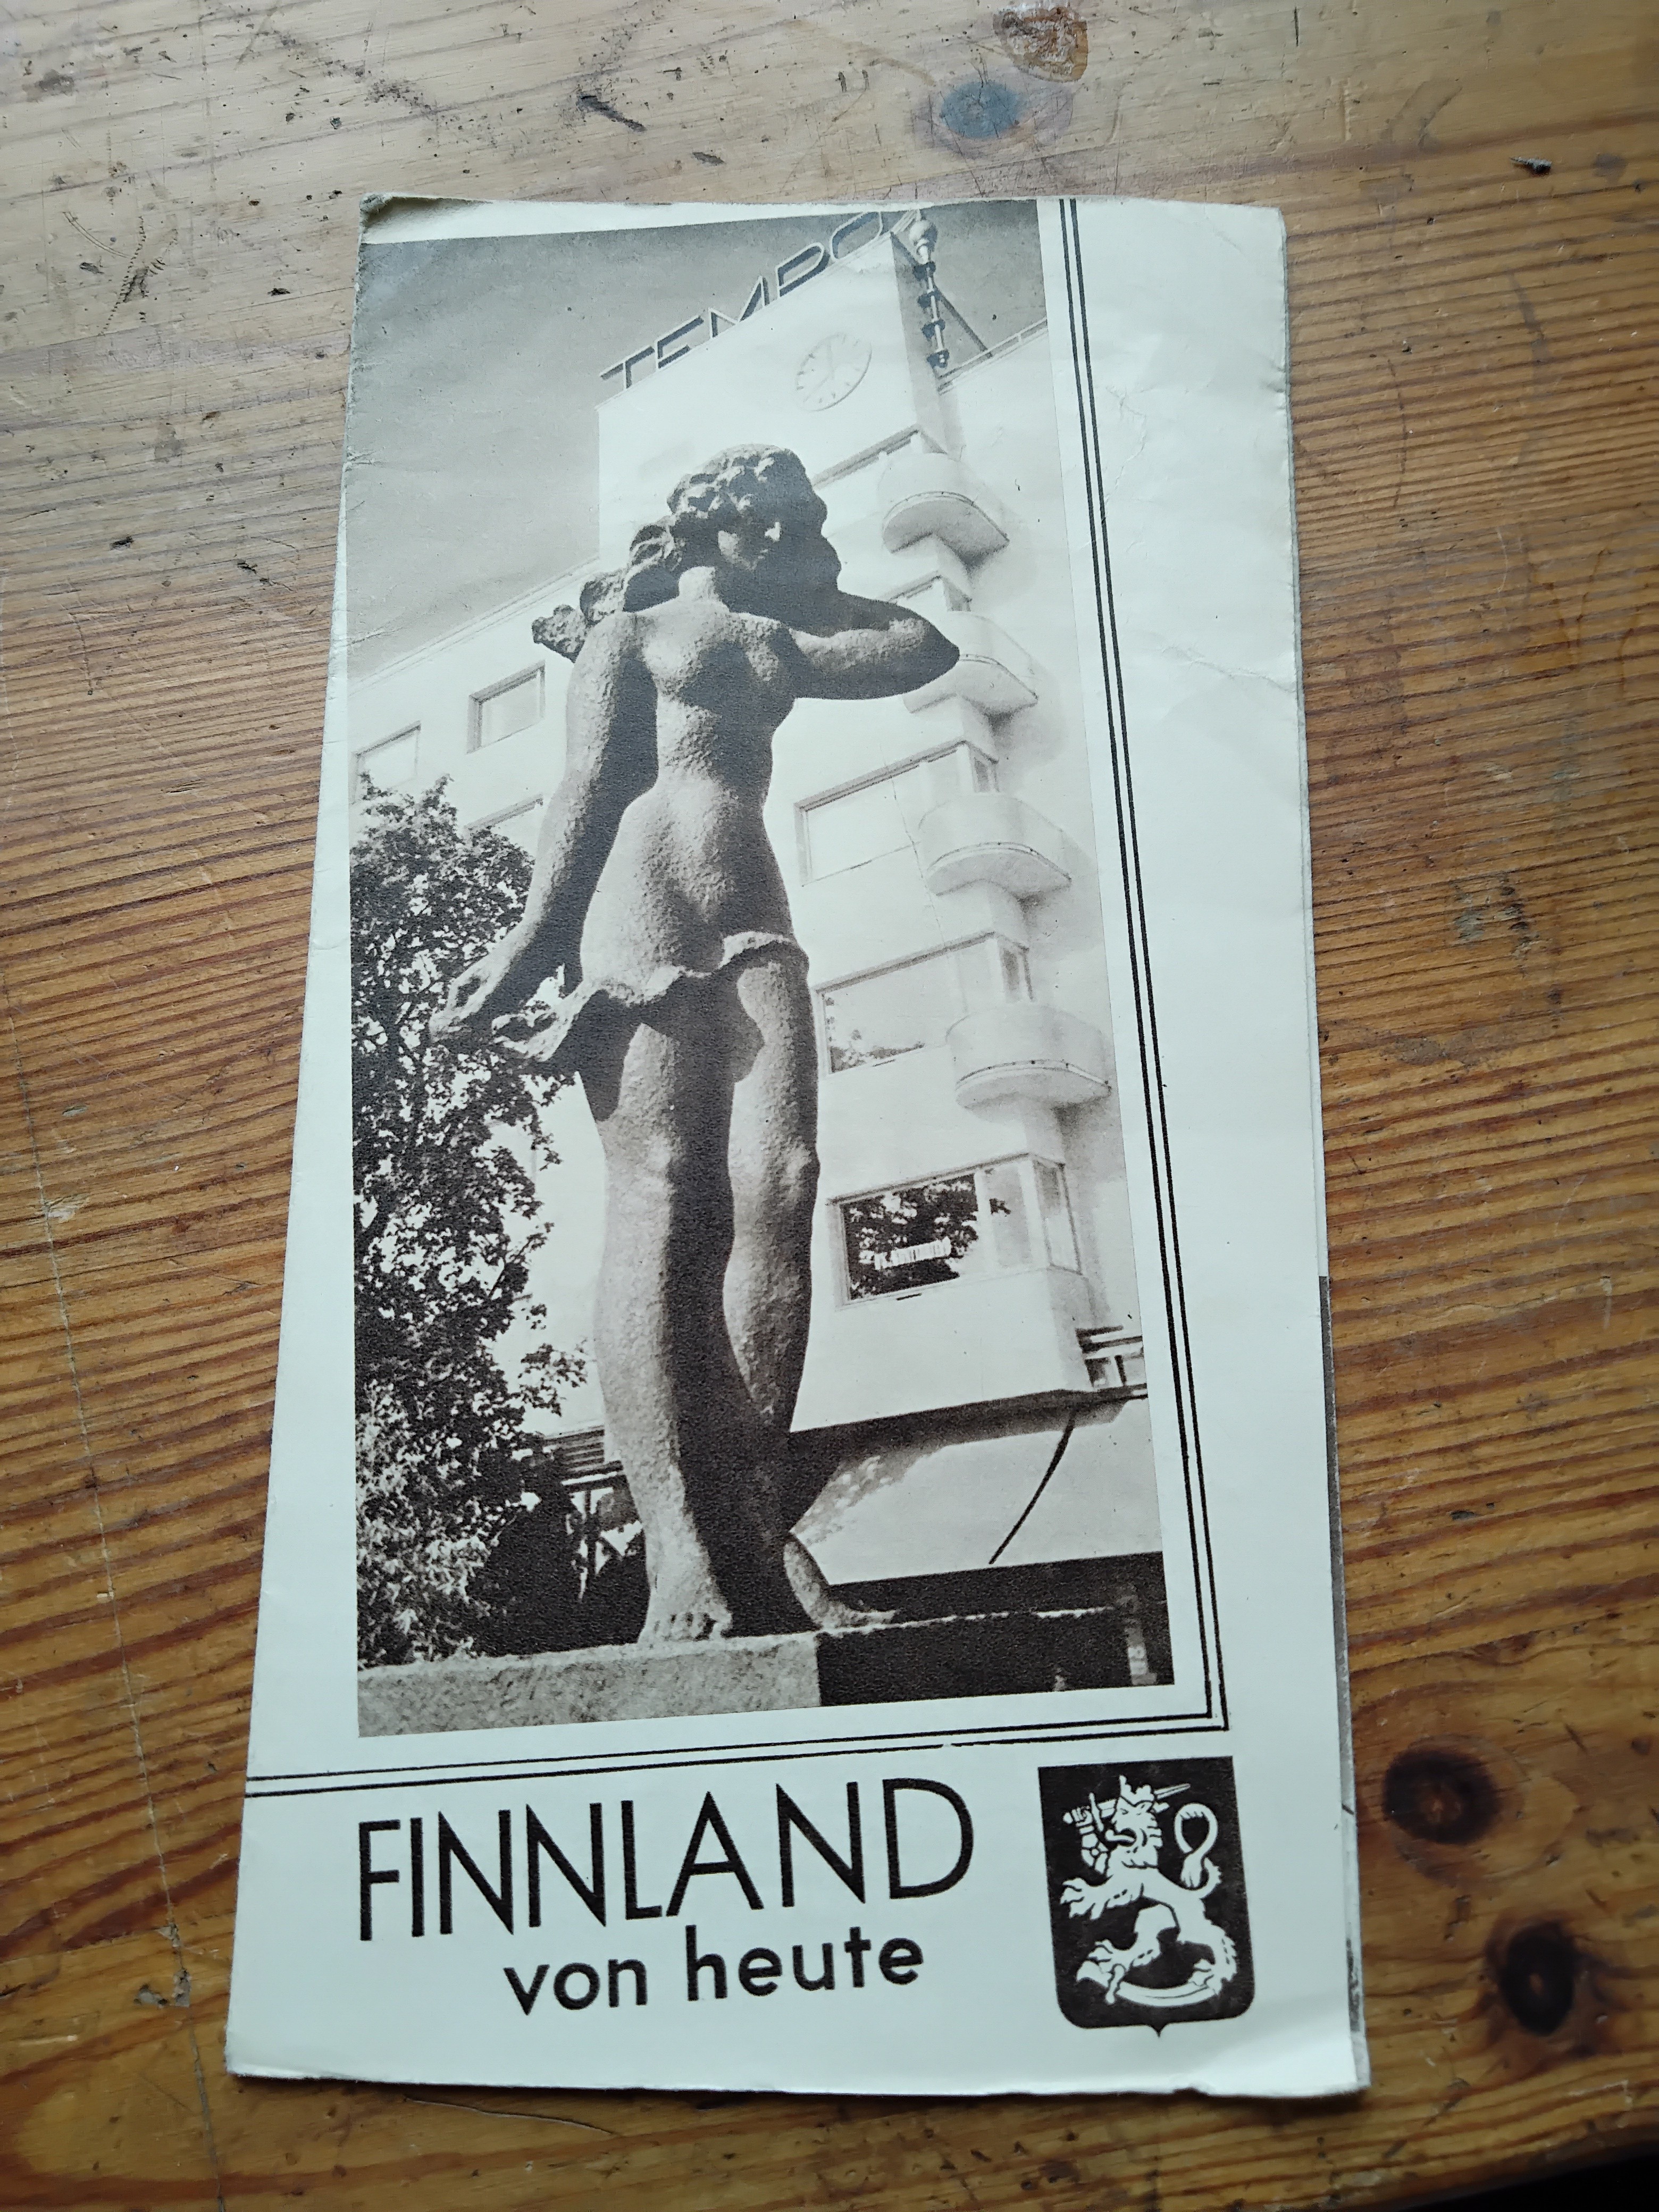 TEMPO
FINNLAND
von heute